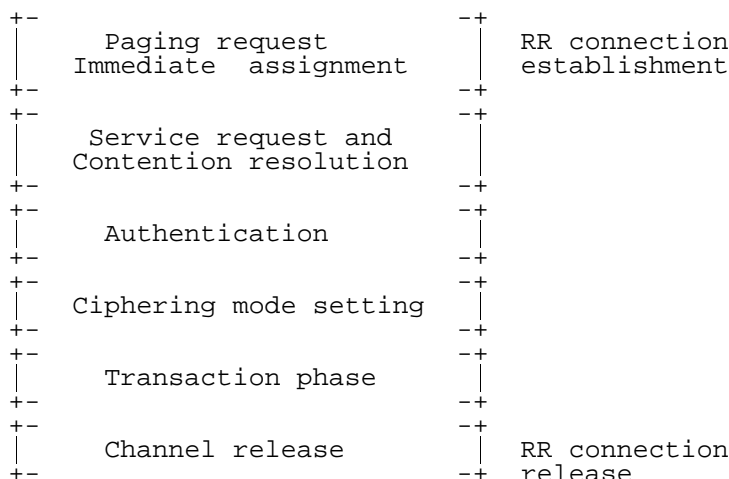 Paging request RR connection
Immediate assignment establishment
Service request and
Contention resolution
Authentication
Ciphering mode setting
Transaction phase
Channel release RR connection
release